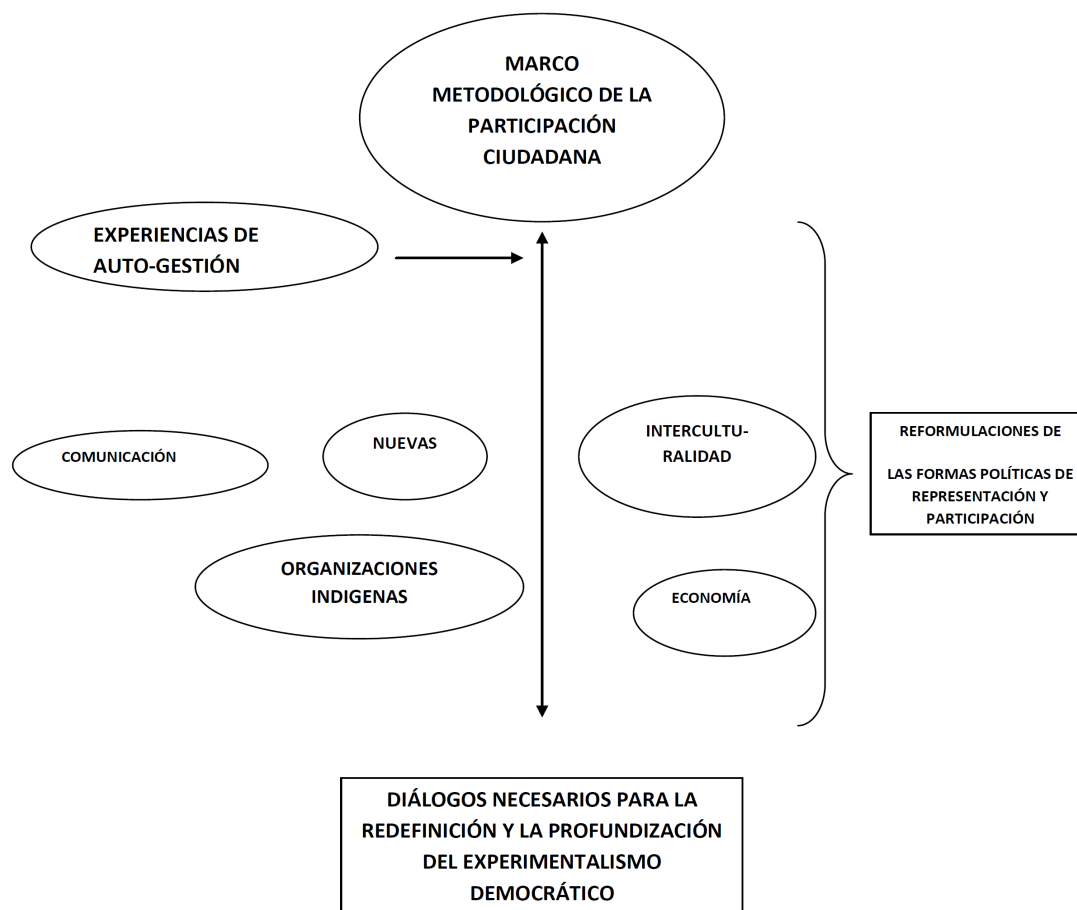 MARCO
METODOLÓGICO DE LA
PARTICIPACIÓN
CIUDADANA
EXPERIENCIAS DE
AUTO-GESTIÓN
COMUNICACIÓN
NUEVAS
INTERCULTU-
RALIDAD
REFORMULACIONES DE
LAS FORMAS POLÍTICAS DE
REPRESENTACIÓN Y
PARTICIPACIÓN
ORGANIZACIONES
INDIGENAS
ECONOMÍA
DIÁLOGOS NECESARIOS PARA LA
REDEFINICIÓN Y LA PROFUNDIZACIÓN
DEL EXPERIMENTALISMO
DEMOCRÁTICO